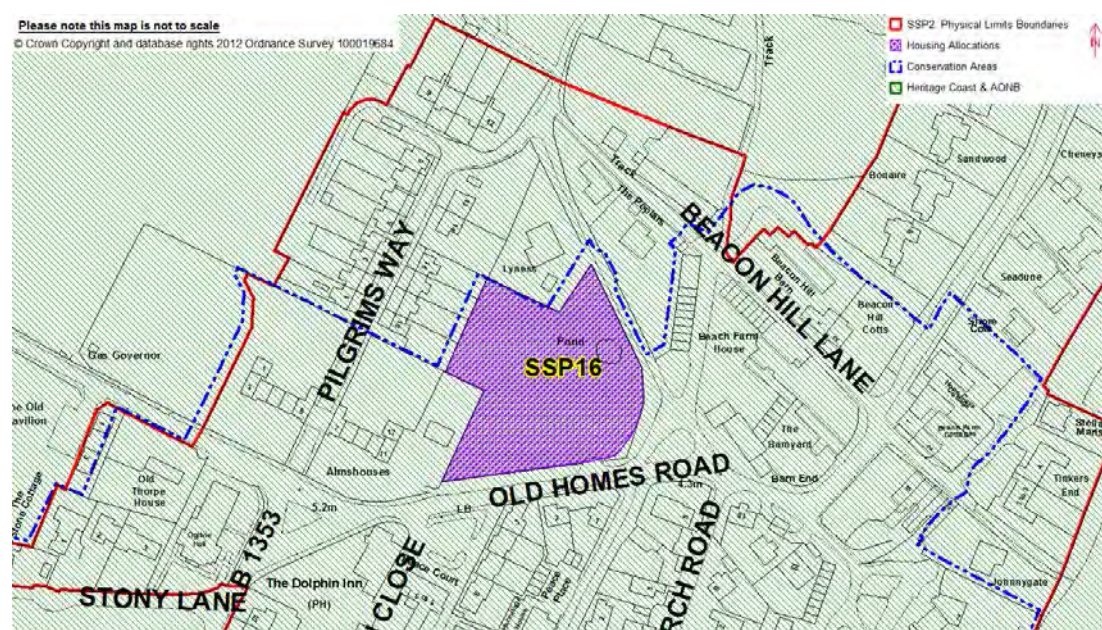 Please note this map is not to scale
© Crown Copyright and database rights 2012 Ordnance Survey 100019684
SSP2 Physical Limits Boundaries
Housing Allocations
Conservation Areas
Heritage Coast & AONB
N
Track
Sandwood
Cheneys
Bonaire
Track
The Poplars
BEACON HILL LANE
PILGRIMS WAY
Lyness
Seadune
Beacon Hill
Barn
Beacon
Hill
Cotts
Gas Governor
Pond
SSP16
Beach Farm
House
The
Barnyard
Barn End
Tinkers
End
Old
Thorpe
House
Almshouses
OLD HOMES ROAD
5.2m
4.3m
LB
B 1353
STONY LANE
The Dolphin Inn
(PH)
CLOSE
Place
RCH ROAD
Johnnygate